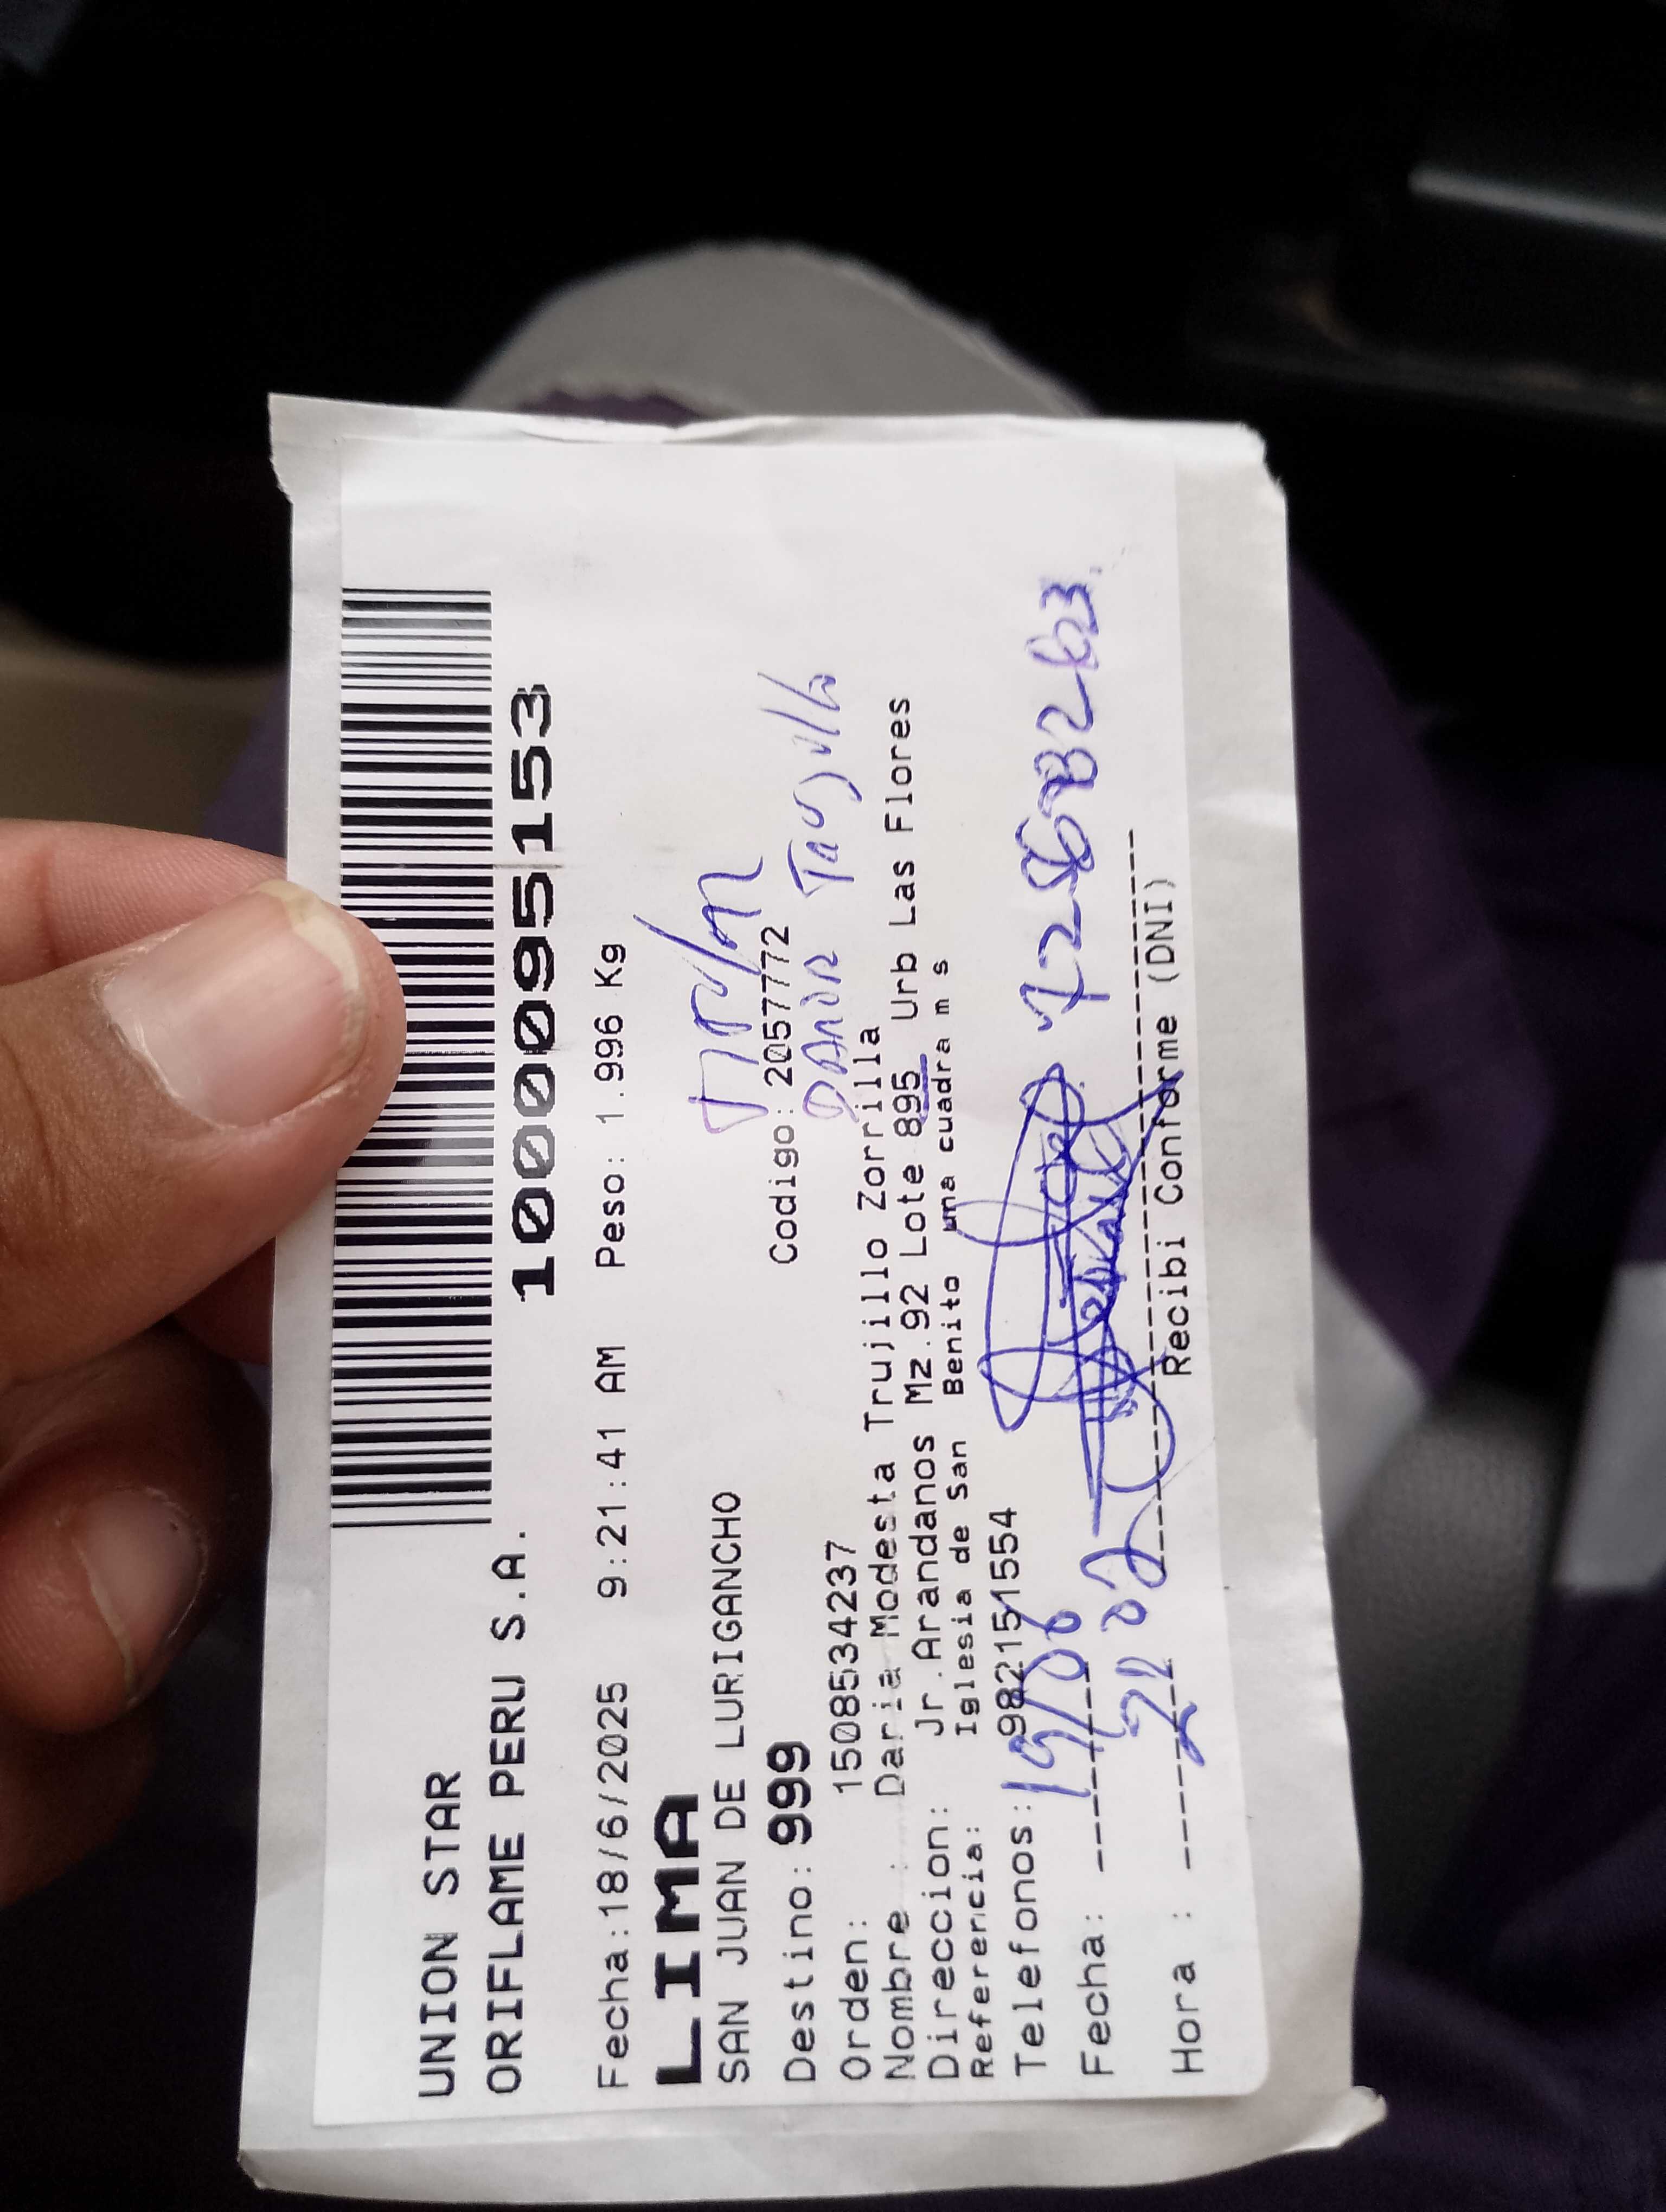 UNION STAR
ORIFLAME PERU S.A.
1000095153
Fecha:18/6/2025 9:21:41 AM Peso: 1.996 Kg
LIMA
SAN JUAN DE LURIGANCHO
Destino: 999 Codigo: 2057772
Orden: 1508534237
Nombre : Daria Modesta Trujillo Zorrilla
Direccion: Jr.Arandanos Mz.92 Lote 895 Urb Las Flores
Referencia: Iglesia de San Benito una cuadra m s
Telefonos: 982151554
Fecha: 19/06
Hora :
Recibi Conforme (DNI)